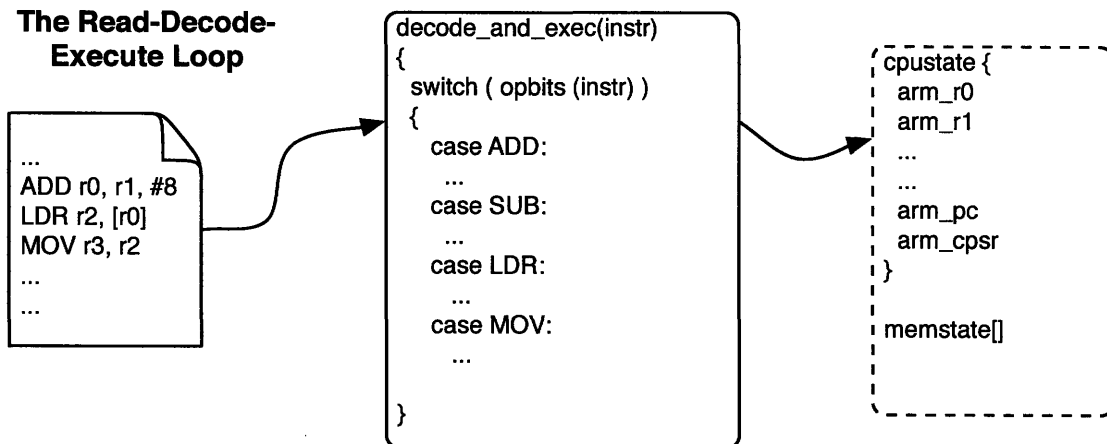 The Read-Decode-
Execute Loop
...
ADD r0, r1, #8
LDR r2, [r0]
MOV r3, r2
...
...
decode_and_exec(instr)
{
switch ( opbits (instr) )
{
case ADD:
...
case SUB:
...
case LDR:
...
case MOV:
...
}
cpustate {
arm_r0
arm_r1
...
...
arm_pc
arm_cpsr
}
memstate[]